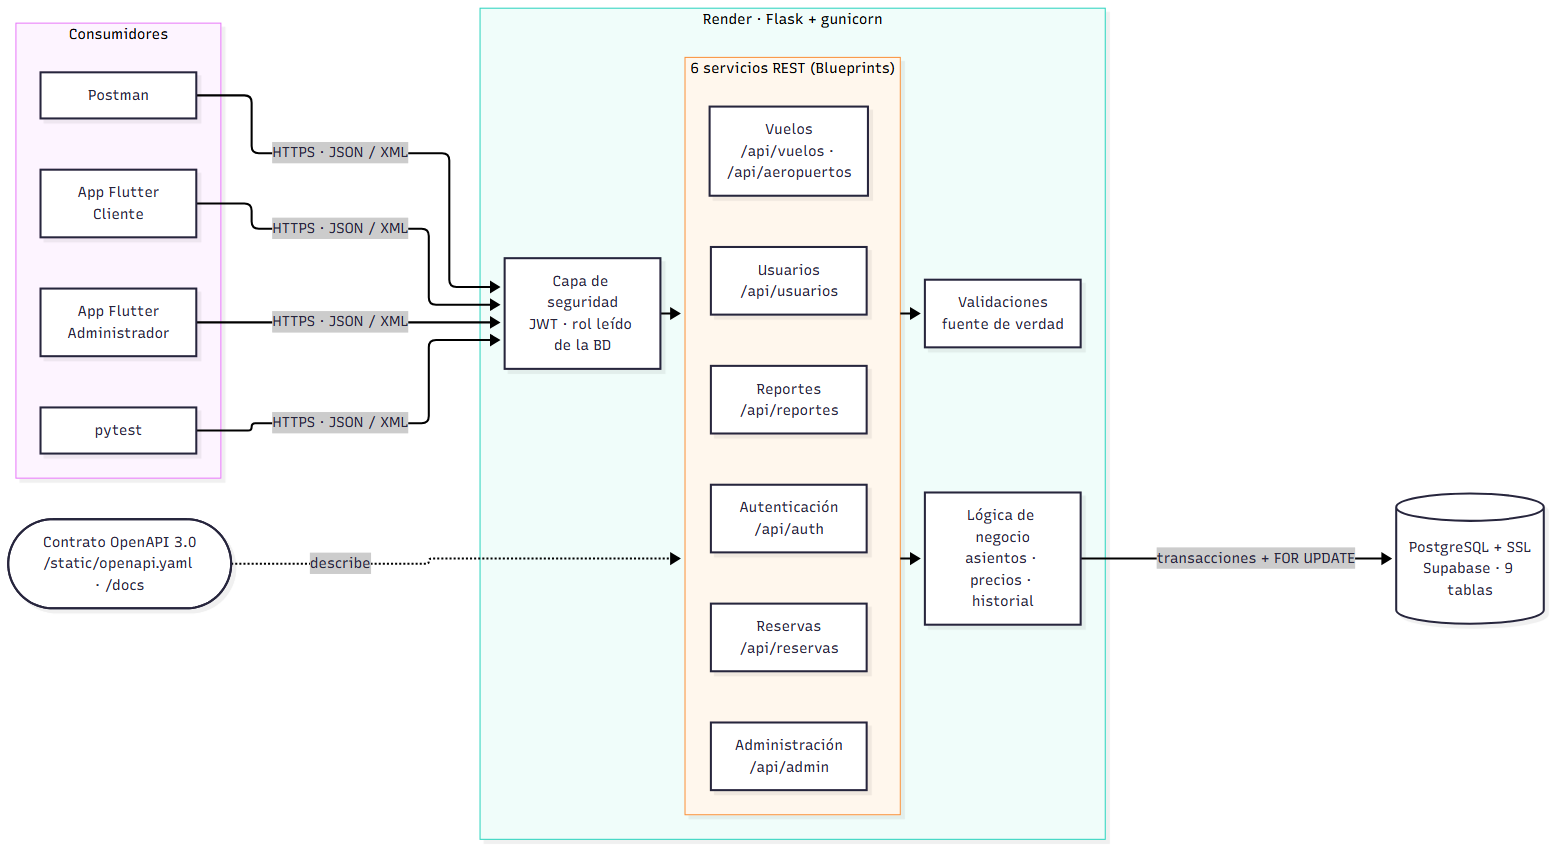 Consumidores
Postman
App Flutter
Cliente
App Flutter
Administrador
pytest
Contrato OpenAPI 3.0
/static/openapi.yaml
· /docs
HTTPS · JSON / XML
HTTPS · JSON / XML
HTTPS · JSON / XML
HTTPS · JSON / XML
describe
Render · Flask + gunicorn
Capa de
seguridad
JWT · rol leído
de la BD
6 servicios REST (Blueprints)
Vuelos
/api/vuelos ·
/api/aeropuertos
Usuarios
/api/usuarios
Reportes
/api/reportes
Autenticación
/api/auth
Reservas
/api/reservas
Administración
/api/admin
Validaciones
fuente de verdad
Lógica de
negocio
asientos ·
precios ·
historial
transacciones + FOR UPDATE
PostgreSQL + SSL
Supabase · 9
tablas